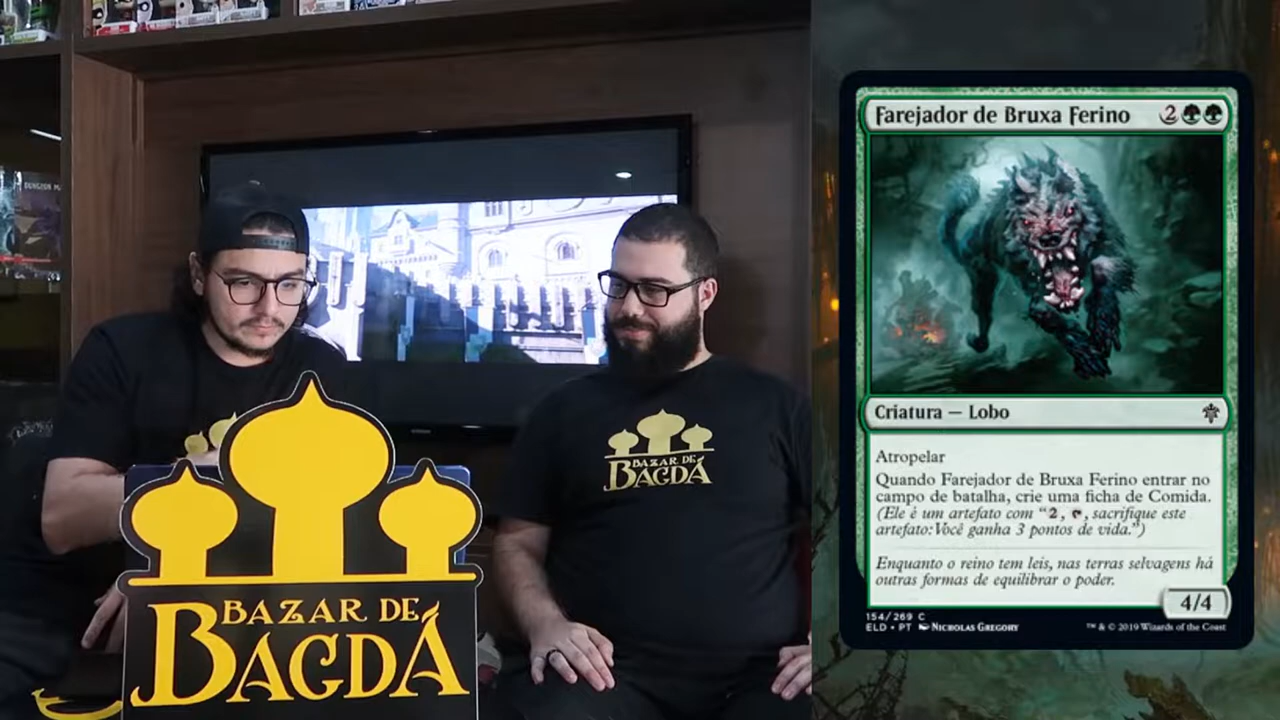 DUNGEON
BAZAR DE
BAGDÁ
BAZAR DE
BAGDÁ
Farejador de Bruxa Ferino 2
Criatura — Lobo
Atropelar
Quando Farejador de Bruxa Ferino entrar no
campo de batalha, crie uma ficha de Comida.
(Ele é um artefato com “2, , sacrifique este
artefato: Você ganha 3 pontos de vida.”)
Enquanto o reino tem leis, nas terras selvagens há
outras formas de equilibrar o poder.
4/4
154/269 C
ELD • PT Nicholas Gregory
™ & © 2019 Wizards of the Coast